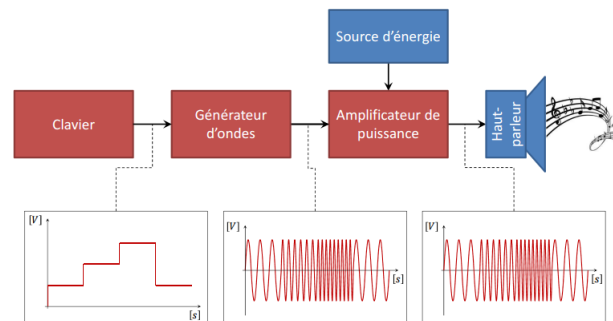 Source d'énergie
Clavier
Générateur
d'ondes
Amplificateur de
puissance
Haut-
parleur
[V]
[s]
[V]
[s]
[V]
[s]